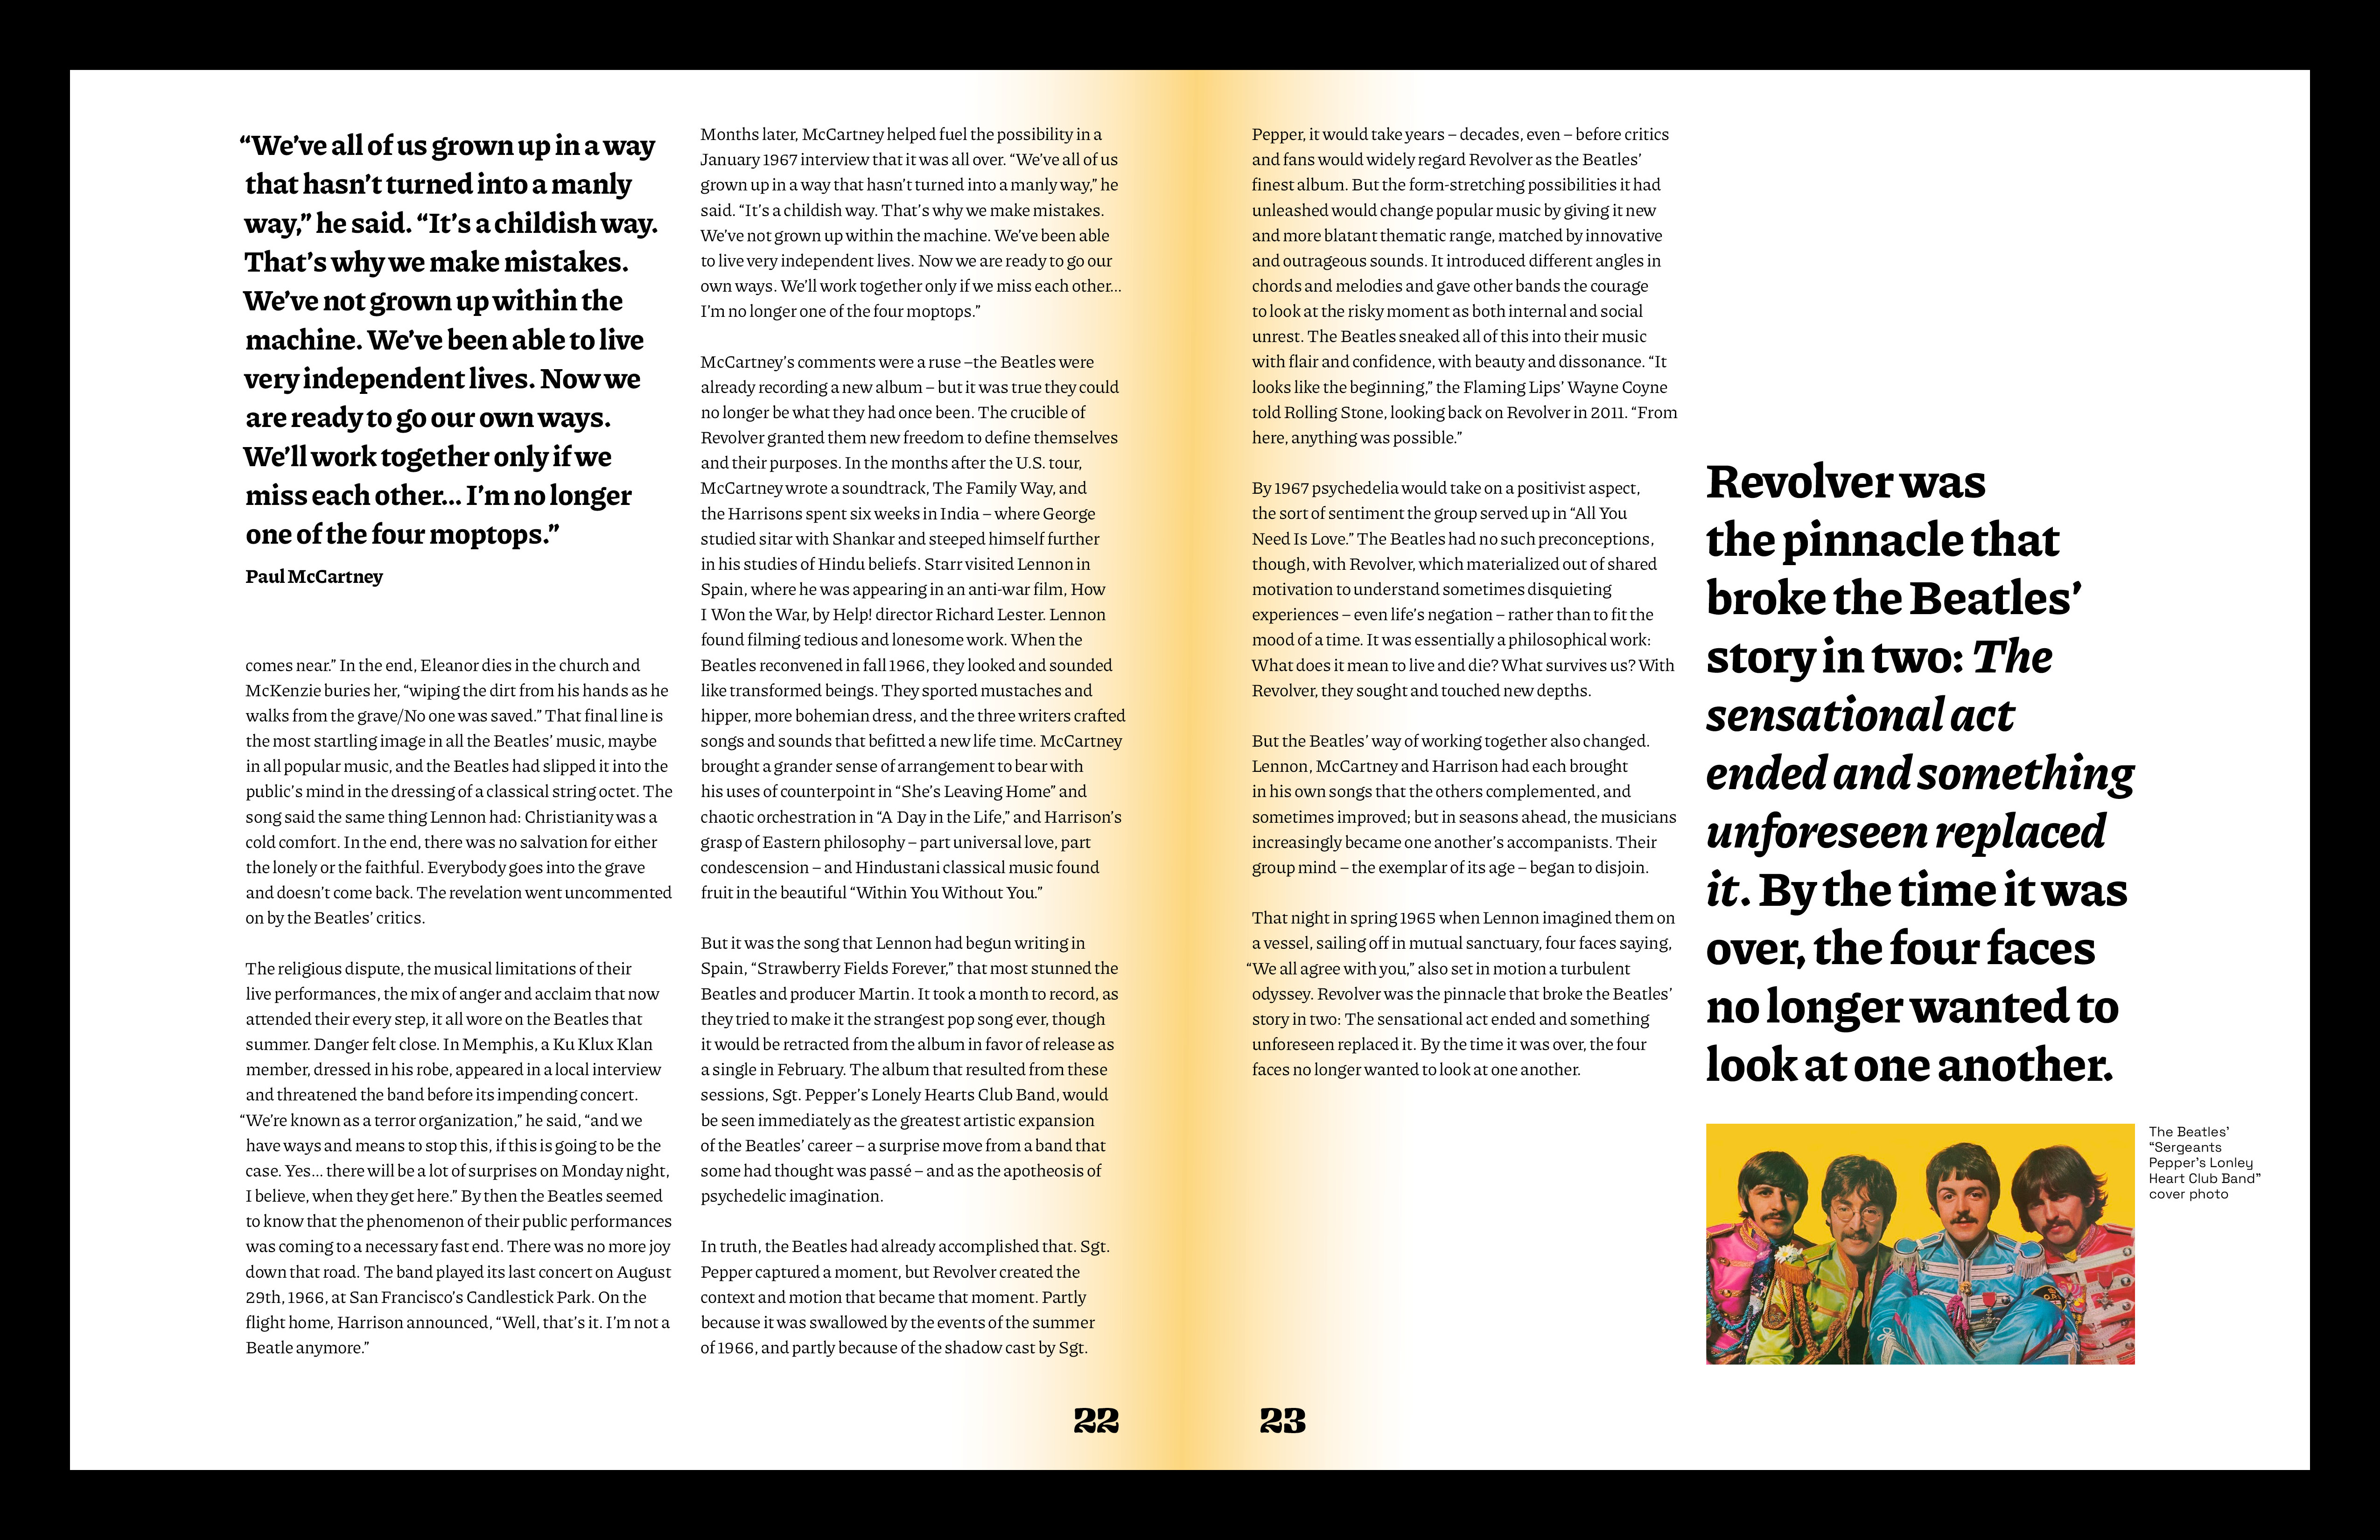 “We’ve all of us grown up in a way
that hasn’t turned into a manly
way,” he said. “It’s a childish way.
That’s why we make mistakes.
We’ve not grown up within the
machine. We’ve been able to live
very independent lives. Now we
are ready to go our own ways.
We’ll work together only if we
miss each other... I’m no longer
one of the four moptops.”
Paul McCartney
comes near.” In the end, Eleanor dies in the church and
McKenzie buries her, “wiping the dirt from his hands as he
walks from the grave/No one was saved.” That final line is
the most startling image in all the Beatles’ music, maybe
in all popular music, and the Beatles had slipped it into the
public’s mind in the dressing of a classical string octet. The
song said the same thing Lennon had: Christianity was a
cold comfort. In the end, there was no salvation for either
the lonely or the faithful. Everybody goes into the grave
and doesn’t come back. The revelation went uncommented
on by the Beatles’ critics.
The religious dispute, the musical limitations of their
live performances, the mix of anger and acclaim that now
attended their every step, it all wore on the Beatles that
summer. Danger felt close. In Memphis, a Ku Klux Klan
member, dressed in his robe, appeared in a local interview
and threatened the band before its impending concert.
“We’re known as a terror organization,” he said, “and we
have ways and means to stop this, if this is going to be the
case. Yes... there will be a lot of surprises on Monday night,
I believe, when they get here.” By then the Beatles seemed
to know that the phenomenon of their public performances
was coming to a necessary fast end. There was no more joy
down that road. The band played its last concert on August
29th, 1966, at San Francisco’s Candlestick Park. On the
flight home, Harrison announced, “Well, that’s it. I’m not a
Beatle anymore.”
Months later, McCartney helped fuel the possibility in a
January 1967 interview that it was all over. “We’ve all of us
grown up in a way that hasn’t turned into a manly way,” he
said. “It’s a childish way. That’s why we make mistakes.
We’ve not grown up within the machine. We’ve been able
to live very independent lives. Now we are ready to go our
own ways. We’ll work together only if we miss each other...
I’m no longer one of the four moptops.”
McCartney’s comments were a ruse –the Beatles were
already recording a new album – but it was true they could
no longer be what they had once been. The crucible of
Revolver granted them new freedom to define themselves
and their purposes. In the months after the U.S. tour,
McCartney wrote a soundtrack, The Family Way, and
the Harrisons spent six weeks in India – where George
studied sitar with Shankar and steeped himself further
in his studies of Hindu beliefs. Starr visited Lennon in
Spain, where he was appearing in an anti-war film, How
I Won the War, by Help! director Richard Lester. Lennon
found filming tedious and lonesome work. When the
Beatles reconvened in fall 1966, they looked and sounded
like transformed beings. They sported mustaches and
hipper, more bohemian dress, and the three writers crafted
songs and sounds that befitted a new life time. McCartney
brought a grander sense of arrangement to bear with
his uses of counterpoint in “She’s Leaving Home” and
chaotic orchestration in “A Day in the Life,” and Harrison’s
grasp of Eastern philosophy – part universal love, part
condescension – and Hindustani classical music found
fruit in the beautiful “Within You Without You.”
But it was the song that Lennon had begun writing in
Spain, “Strawberry Fields Forever,” that most stunned the
Beatles and producer Martin. It took a month to record, as
they tried to make it the strangest pop song ever, though
it would be retracted from the album in favor of release as
a single in February. The album that resulted from these
sessions, Sgt. Pepper’s Lonely Hearts Club Band, would
be seen immediately as the greatest artistic expansion
of the Beatles’ career – a surprise move from a band that
some had thought was passé – and as the apotheosis of
psychedelic imagination.
In truth, the Beatles had already accomplished that. Sgt.
Pepper captured a moment, but Revolver created the
context and motion that became that moment. Partly
because it was swallowed by the events of the summer
of 1966, and partly because of the shadow cast by Sgt.
22
Pepper, it would take years – decades, even – before critics
and fans would widely regard Revolver as the Beatles’
finest album. But the form-stretching possibilities it had
unleashed would change popular music by giving it new
and more blatant thematic range, matched by innovative
and outrageous sounds. It introduced different angles in
chords and melodies and gave other bands the courage
to look at the risky moment as both internal and social
unrest. The Beatles sneaked all of this into their music
with flair and confidence, with beauty and dissonance. “It
looks like the beginning,” the Flaming Lips’ Wayne Coyne
told Rolling Stone, looking back on Revolver in 2011. “From
here, anything was possible.”
By 1967 psychedelia would take on a positivist aspect,
the sort of sentiment the group served up in “All You
Need Is Love.” The Beatles had no such preconceptions,
though, with Revolver, which materialized out of shared
motivation to understand sometimes disquieting
experiences – even life’s negation – rather than to fit the
mood of a time. It was essentially a philosophical work:
What does it mean to live and die? What survives us? With
Revolver, they sought and touched new depths.
But the Beatles’ way of working together also changed.
Lennon, McCartney and Harrison had each brought
in his own songs that the others complemented, and
sometimes improved; but in seasons ahead, the musicians
increasingly became one another’s accompanists. Their
group mind – the exemplar of its age – began to disjoin.
That night in spring 1965 when Lennon imagined them on
a vessel, sailing off in mutual sanctuary, four faces saying,
“We all agree with you,” also set in motion a turbulent
odyssey. Revolver was the pinnacle that broke the Beatles’
story in two: The sensational act ended and something
unforeseen replaced it. By the time it was over, the four
faces no longer wanted to look at one another.
Revolver was
the pinnacle that
broke the Beatles’
story in two: The
sensational act
ended and something
unforeseen replaced
it. By the time it was
over, the four faces
no longer wanted to
look at one another.
The Beatles’
“Sergeants
Pepper’s Lonley
Heart Club Band”
cover photo
23